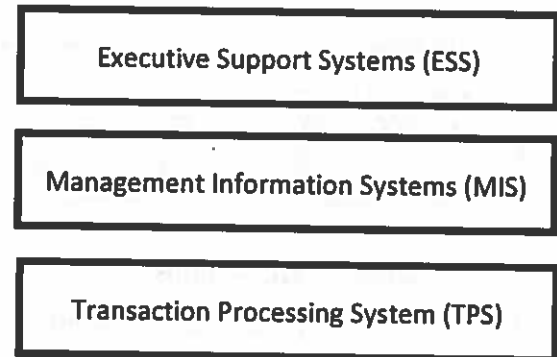 Executive Support Systems (ESS)
Management Information Systems (MIS)
Transaction Processing System (TPS)